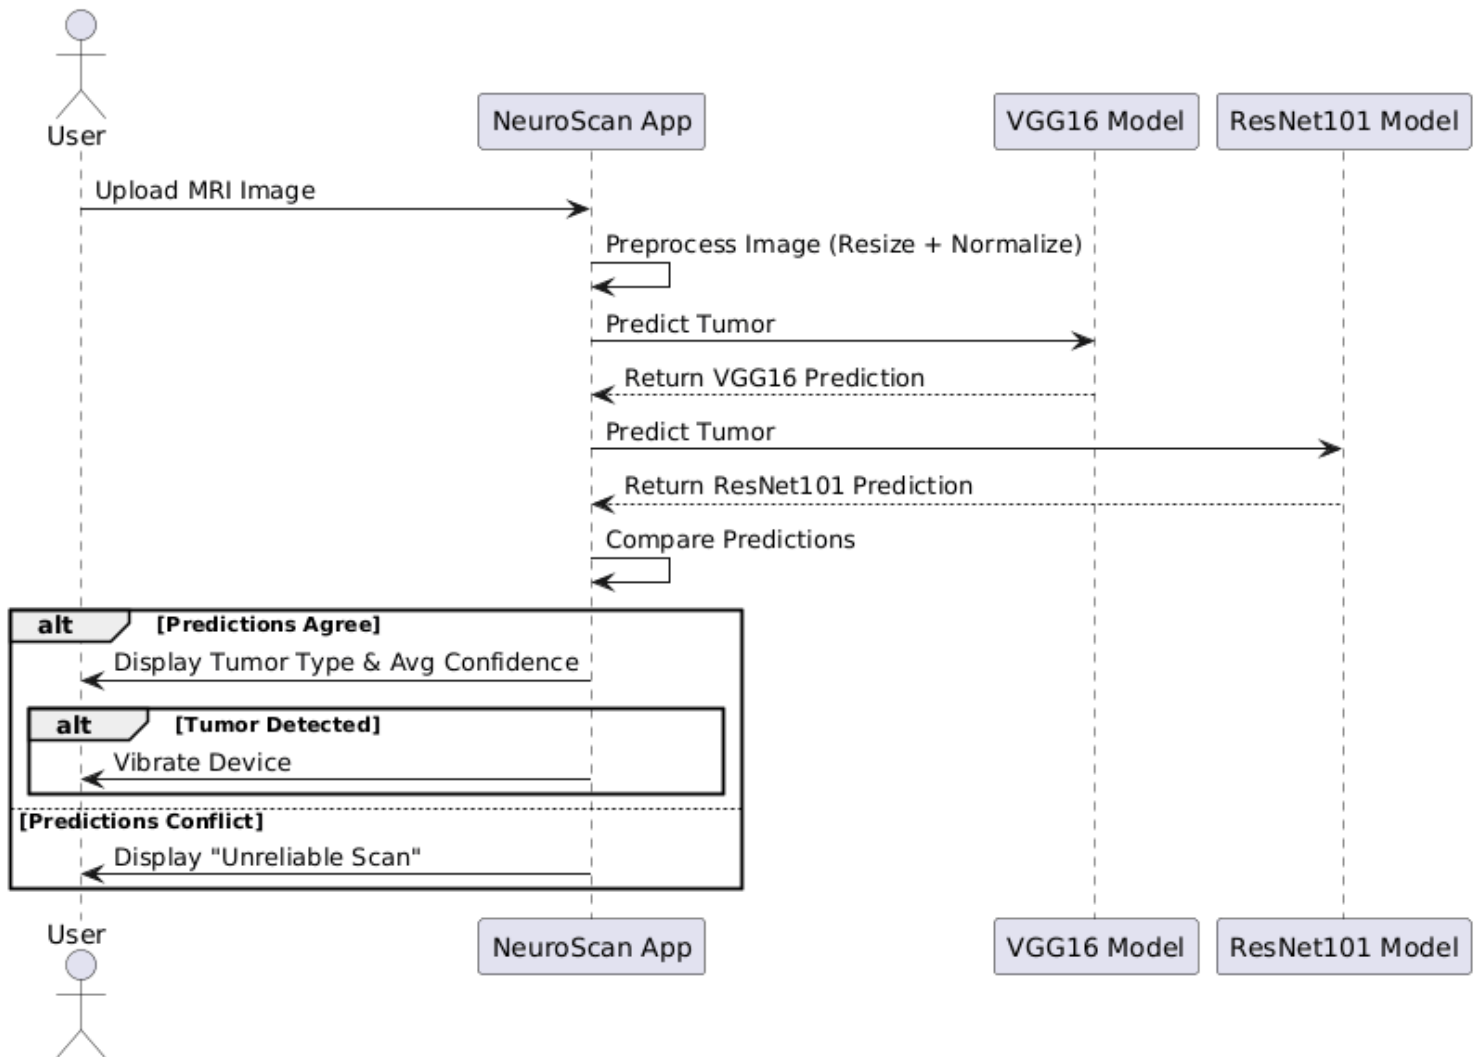 User
NeuroScan App
VGG16 Model
ResNet101 Model
Upload MRI Image
Preprocess Image (Resize + Normalize)
Predict Tumor
Return VGG16 Prediction
Predict Tumor
Return ResNet101 Prediction
Compare Predictions
alt [Predictions Agree]
Display Tumor Type & Avg Confidence
alt [Tumor Detected]
Vibrate Device
[Predictions Conflict]
Display "Unreliable Scan"
User
NeuroScan App
VGG16 Model
ResNet101 Model